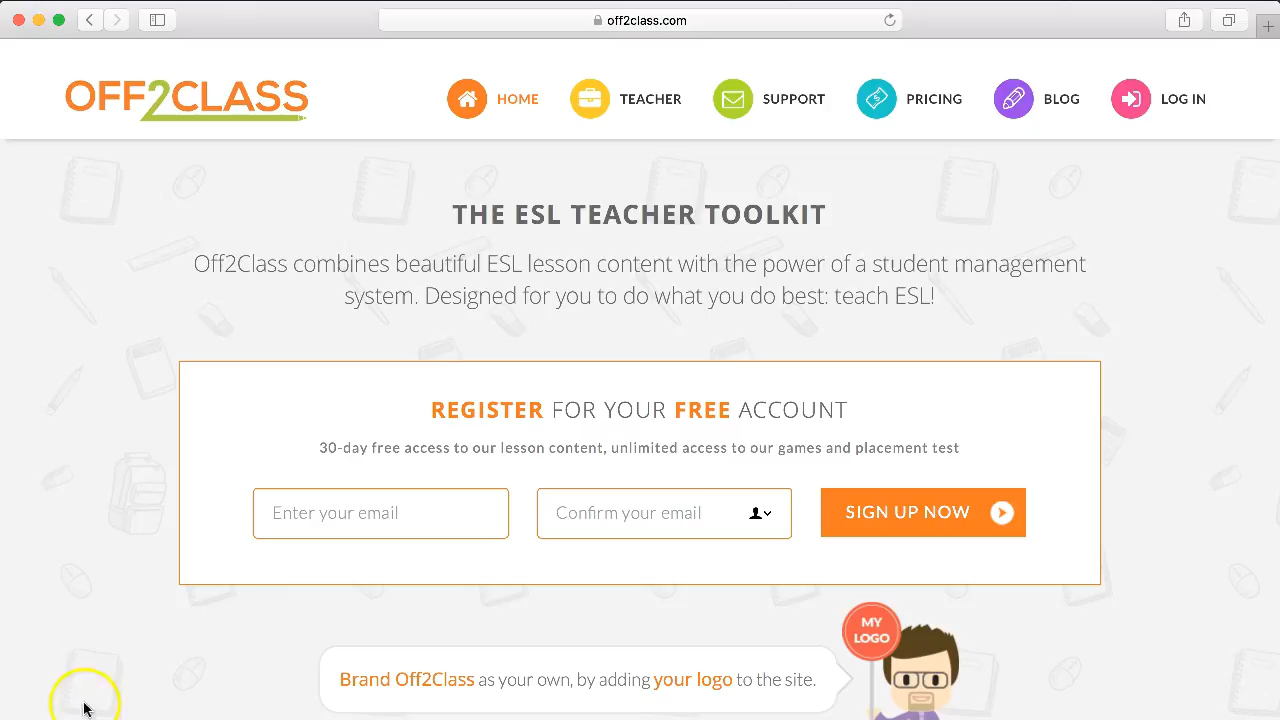 off2class.com
OFF2CLASS
HOME
TEACHER
SUPPORT
PRICING
BLOG
LOG IN
THE ESL TEACHER TOOLKIT
Off2Class combines beautiful ESL lesson content with the power of a student management
system. Designed for you to do what you do best: teach ESL!
REGISTER FOR YOUR FREE ACCOUNT
30-day free access to our lesson content, unlimited access to our games and placement test
Enter your email
Confirm your email
SIGN UP NOW
MY
LOGO
Brand Off2Class as your own, by adding your logo to the site.